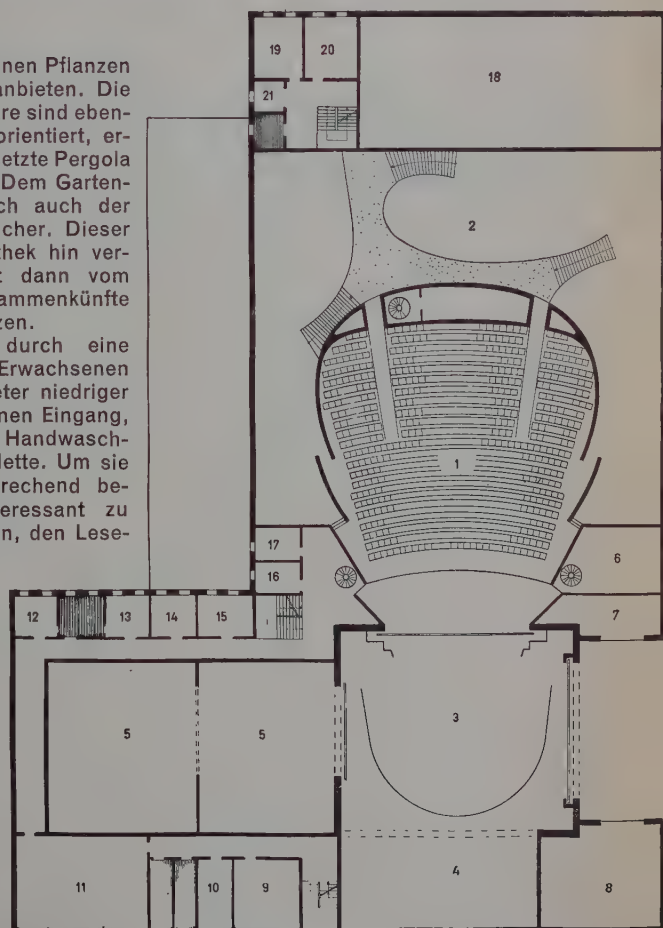 nen Pflanzen
anbieten. Die
re sind eben-
orientiert, er-
etzte Pergola
Dem Garten-
ch auch der
cher. Dieser
thek hin ver-
t dann vom
ammenkünfte
zen.
durch eine
Erwachsenen
eter niedriger
nen Eingang,
Handwasch-
lette. Um sie
rechend be-
eressant zu
n, den Lese-
19
20
18
21
2
1
17
16
6
7
12
13
14
15
5
5
3
4
11
10
9
8